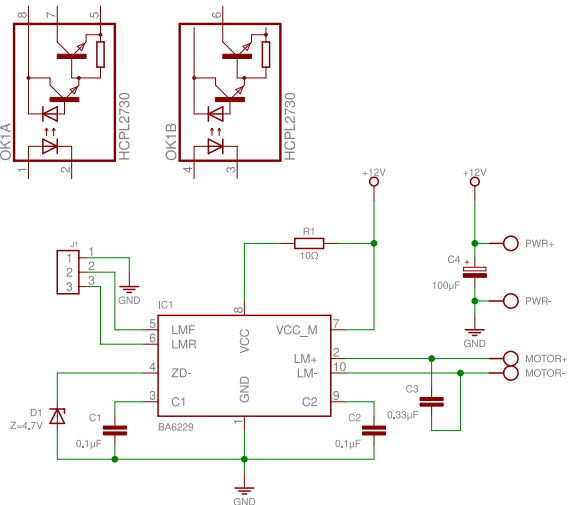 8 7 5
6
OK1A
HCPL2730
OK1B
HCPL2730
1 2
4 3
+12V
+12V
R1
10Ω
J1
1 1
2 2
3 3
GND
C4
+
100µF
PWR+
PWR-
GND
IC1
8
5 LMF
6 LMR
4 ZD-
3 C1
VCC
GND
VCC_M 7
LM+ 2
LM- 10
C2 9
1
BA6229
MOTOR+
MOTOR-
C3
0.33µF
D1
Z=4.7V
C1
0.1µF
C2
0.1µF
GND